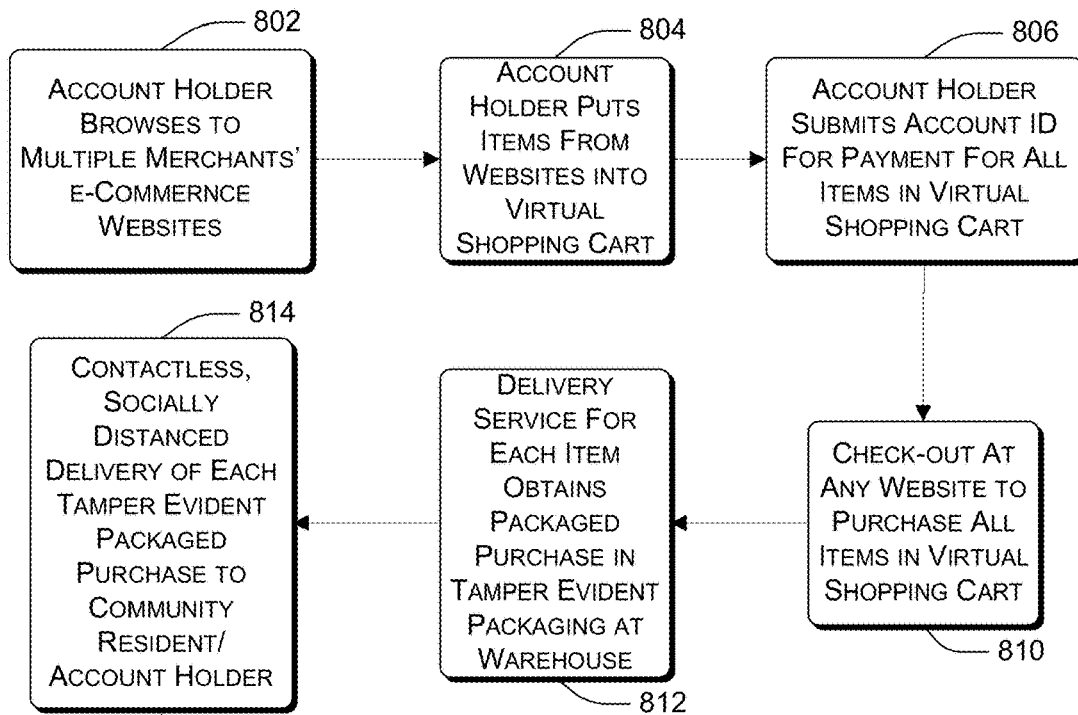 802
ACCOUNT HOLDER
BROWSES TO
MULTIPLE MERCHANTS'
E-COMMERNCE
WEBSITES
804
ACCOUNT
HOLDER PUTS
ITEMS FROM
WEBSITES INTO
VIRTUAL
SHOPPING CART
806
ACCOUNT HOLDER
SUBMITS ACCOUNT ID
FOR PAYMENT FOR ALL
ITEMS IN VIRTUAL
SHOPPING CART
CHECK-OUT AT
ANY WEBSITE TO
PURCHASE ALL
ITEMS IN VIRTUAL
SHOPPING CART
810
DELIVERY
SERVICE FOR
EACH ITEM
OBTAINS
PACKAGED
PURCHASE IN
TAMPER EVIDENT
PACKAGING AT
WAREHOUSE
812
814
CONTACTLESS,
SOCIALLY
DISTANCED
DELIVERY OF EACH
TAMPER EVIDENT
PACKAGED
PURCHASE TO
COMMUNITY
RESIDENT/
ACCOUNT HOLDER